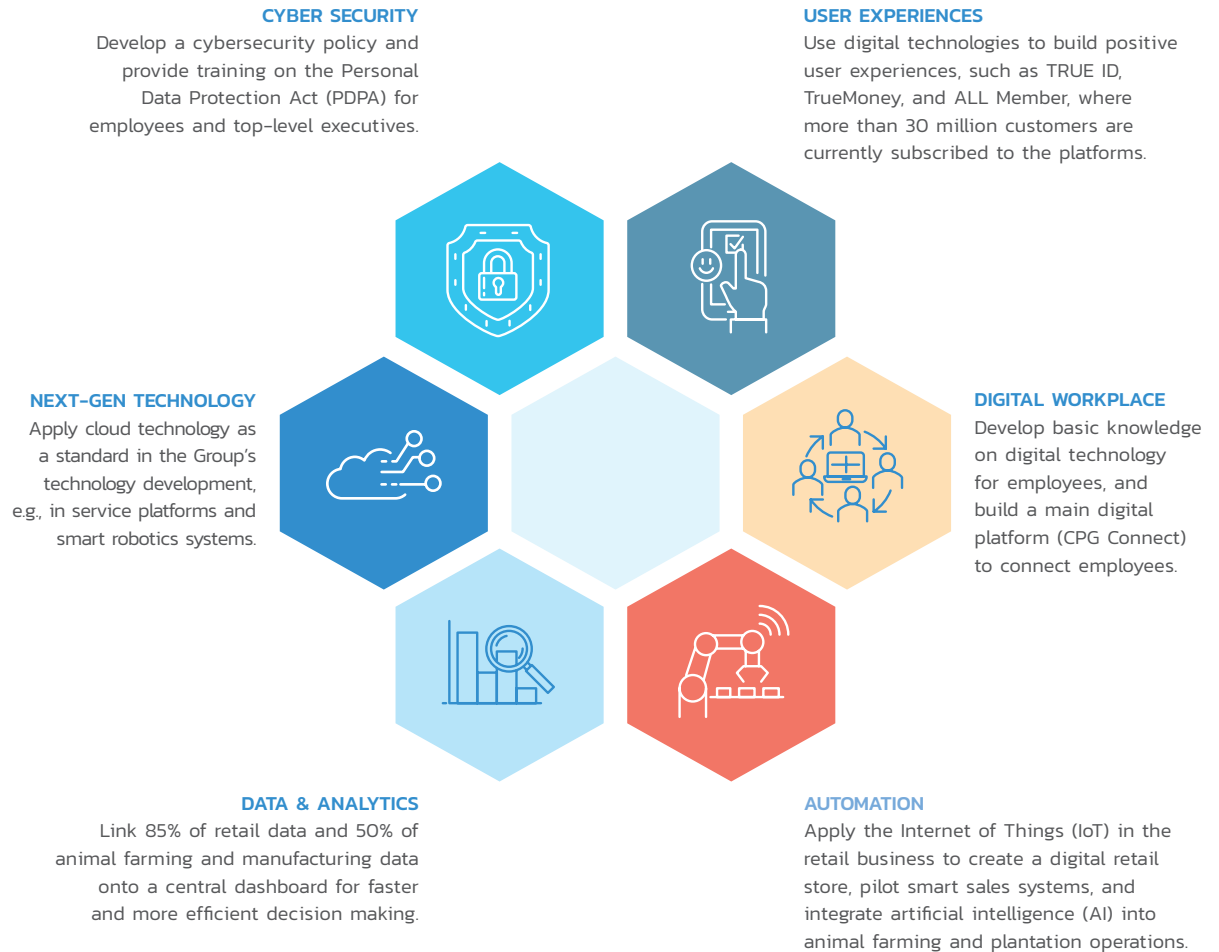 CYBER SECURITY
Develop a cybersecurity policy and
provide training on the Personal
Data Protection Act (PDPA) for
employees and top-level executives.
USER EXPERIENCES
Use digital technologies to build positive
user experiences, such as TRUE ID,
TrueMoney, and ALL Member, where
more than 30 million customers are
currently subscribed to the platforms.
NEXT-GEN TECHNOLOGY
Apply cloud technology as
a standard in the Group's
technology development,
e.g., in service platforms and
smart robotics systems.
DIGITAL WORKPLACE
Develop basic knowledge
on digital technology
for employees, and
build a main digital
platform (CPG Connect)
to connect employees.
DATA & ANALYTICS
Link 85% of retail data and 50% of
animal farming and manufacturing data
onto a central dashboard for faster
and more efficient decision making.
AUTOMATION
Apply the Internet of Things (IoT) in the
retail business to create a digital retail
store, pilot smart sales systems, and
integrate artificial intelligence (AI) into
animal farming and plantation operations.